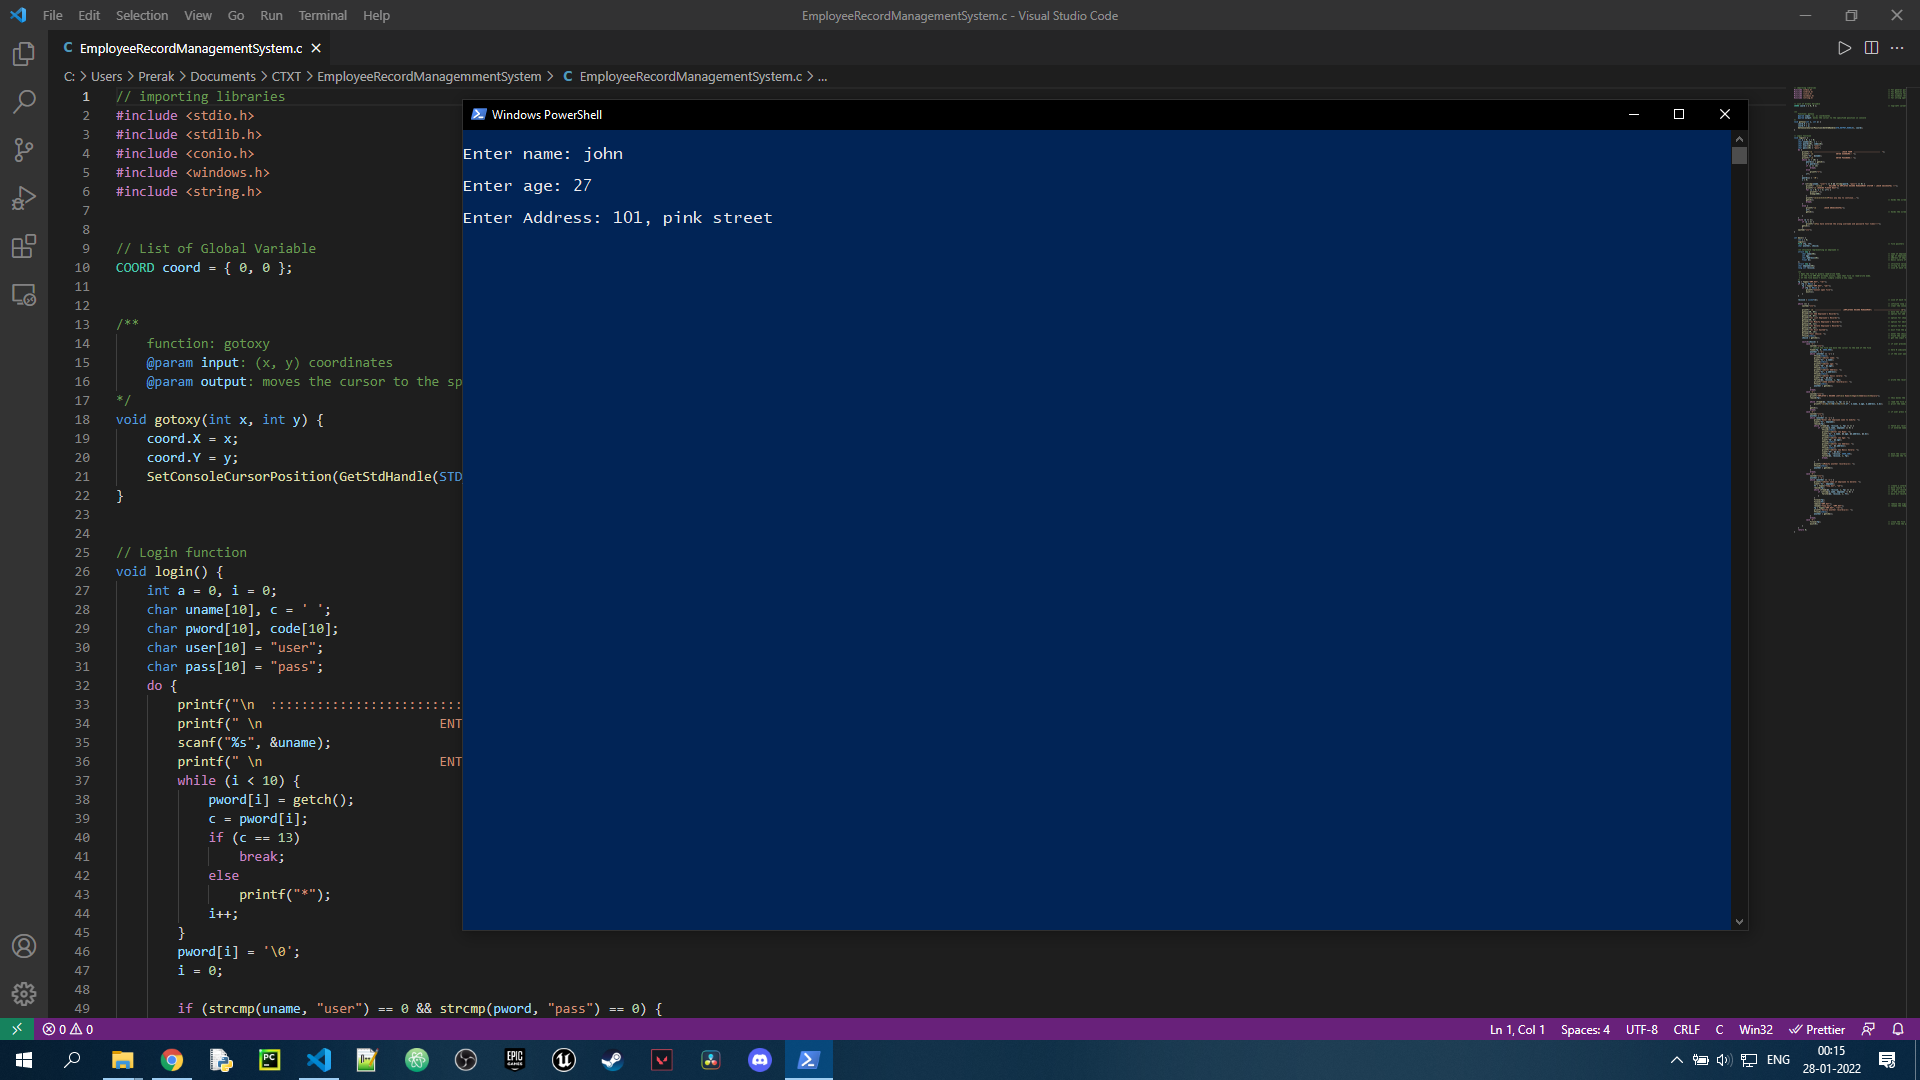 File Edit Selection View Go Run Terminal Help
EmployeeRecordManagementSystem.c - Visual Studio Code
C EmployeeRecordManagementSystem.c
C: > Users > Prerak > Documents > CTXT > EmployeeRecordManagemmentSystem > C EmployeeRecordManagementSystem.c > ...
1 // importing libraries
2 #include <stdio.h>
3 #include <stdlib.h>
4 #include <conio.h>
5 #include <windows.h>
6 #include <string.h>
7
8
9 // List of Global Variable
10 COORD coord = { 0, 0 };
11
12
13 /**
14 function: gotoxy
15 @param input: (x, y) coordinates
16 @param output: moves the cursor to the sp
17 */
18 void gotoxy(int x, int y) {
19 coord.X = x;
20 coord.Y = y;
21 SetConsoleCursorPosition(GetStdHandle(STD
22 }
23
24
25 // Login function
26 void login() {
27 int a = 0, i = 0;
28 char uname[10], c = ' ';
29 char pword[10], code[10];
30 char user[10] = "user";
31 char pass[10] = "pass";
32 do {
33 printf("\n :::::::::::::::::::::::::
34 printf(" \n ENT
35 scanf("%s", &uname);
36 printf(" \n ENT
37 while (i < 10) {
38 pword[i] = getch();
39 c = pword[i];
40 if (c == 13)
41 break;
42 else
43 printf("*");
44 i++;
45 }
46 pword[i] = '\0';
47 i = 0;
48
49 if (strcmp(uname, "user") == 0 && strcmp(pword, "pass") == 0) {
Windows PowerShell
Enter name: john
Enter age: 27
Enter Address: 101, pink street
0 0
Ln 1, Col 1 Spaces: 4 UTF-8 CRLF C Win32 Prettier
PC
EPIC GAMES
ENG
00:15
28-01-2022